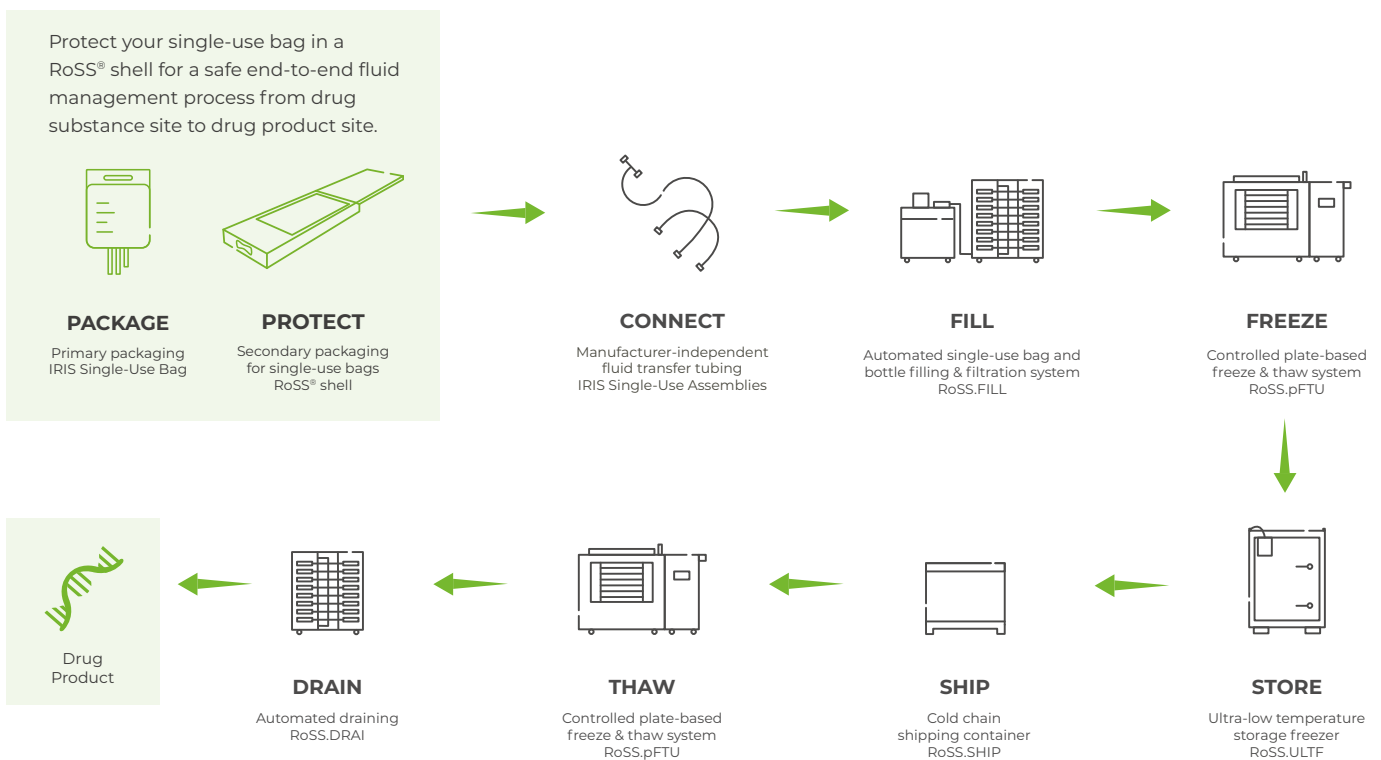 Protect your single-use bag in a
RoSS® shell for a safe end-to-end fluid
management process from drug
substance site to drug product site.
PACKAGE
Primary packaging
IRIS Single-Use Bag
PROTECT
Secondary packaging
for single-use bags
RoSS® shell
CONNECT
Manufacturer-independent
fluid transfer tubing
IRIS Single-Use Assemblies
FILL
Automated single-use bag and
bottle filling & filtration system
RoSS.FILL
FREEZE
Controlled plate-based
freeze & thaw system
RoSS.pFTU
STORE
Ultra-low temperature
storage freezer
RoSS.ULTF
SHIP
Cold chain
shipping container
RoSS.SHIP
THAW
Controlled plate-based
freeze & thaw system
RoSS.pFTU
DRAIN
Automated draining
RoSS.DRAI
Drug
Product